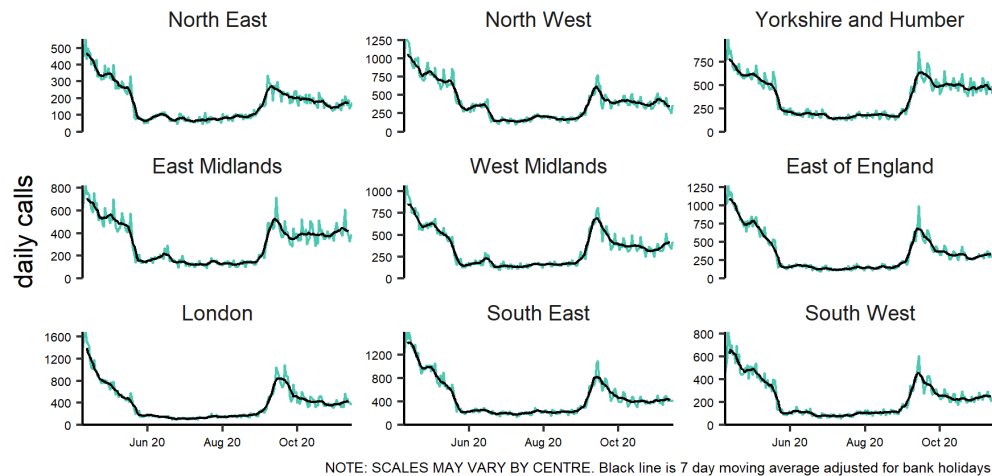 North East
North West
Yorkshire and Humber
500
400
300
200
100
0
1250
1000
750
500
250
0
750
500
250
0
East Midlands
West Midlands
East of England
daily calls
800
600
400
200
0
1000
750
500
250
0
1250
1000
750
500
250
0
London
South East
South West
1600
1200
800
400
0
1200
800
400
0
800
600
400
200
0
Jun 20
Aug 20
Oct 20
Jun 20
Aug 20
Oct 20
Jun 20
Aug 20
Oct 20
NOTE: SCALES MAY VARY BY CENTRE. Black line is 7 day moving average adjusted for bank holidays